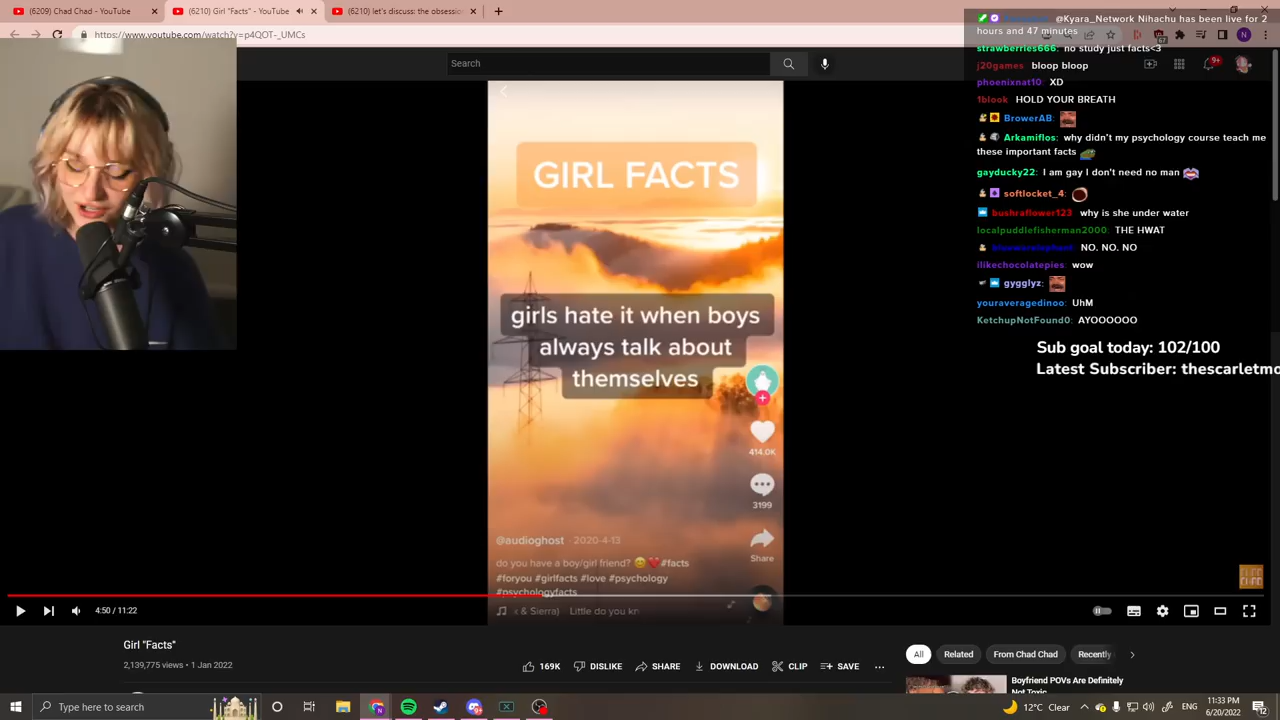 (6209) Chad Chad - YouTube
(6210) Girl "Facts" - YouTube
(6210) let's discuss the obsessio
https://www.youtube.com/watch?v=p4QOT-_UMCs
Search
9+
@Kyara_Network Nihachu has been live for 2
hours and 47 minutes
strawberries666: no study just facts<3
j20games bloop bloop
phoenixnat10: XD
1blook HOLD YOUR BREATH
BrowerAB:
Arkamiflos: why didn't my psychology course teach me
these important facts
gayducky22: I am gay I don't need no man
softlocket_4:
bushraflower123 why is she under water
localpuddlefisherman2000: THE HWAT
NO. NO. NO
ilikechocolatepies: wow
gygglyz:
youraveragedinoo: UhM
KetchupNotFound0: AYOOOOOO
Sub goal today: 102/100
Latest Subscriber: thescarletmo
GIRL FACTS
girls hate it when boys
always talk about
themselves
414.0K
3199
Share
@audioghost · 2020-4-13
do you have a boy/girl friend? #facts
#foryou #girlfacts #love #psychology
#psychologyfacts
& Sierra) Little do you kn
4:50 / 11:22
Girl "Facts"
2,139,775 views • 1 Jan 2022
169K
DISLIKE
SHARE
DOWNLOAD
CLIP
SAVE
All
Related
From Chad Chad
Recently
Boyfriend POVs Are Definitely
Not Toxic
Type here to search
12°C Clear
11:33 PM
6/20/2022
12